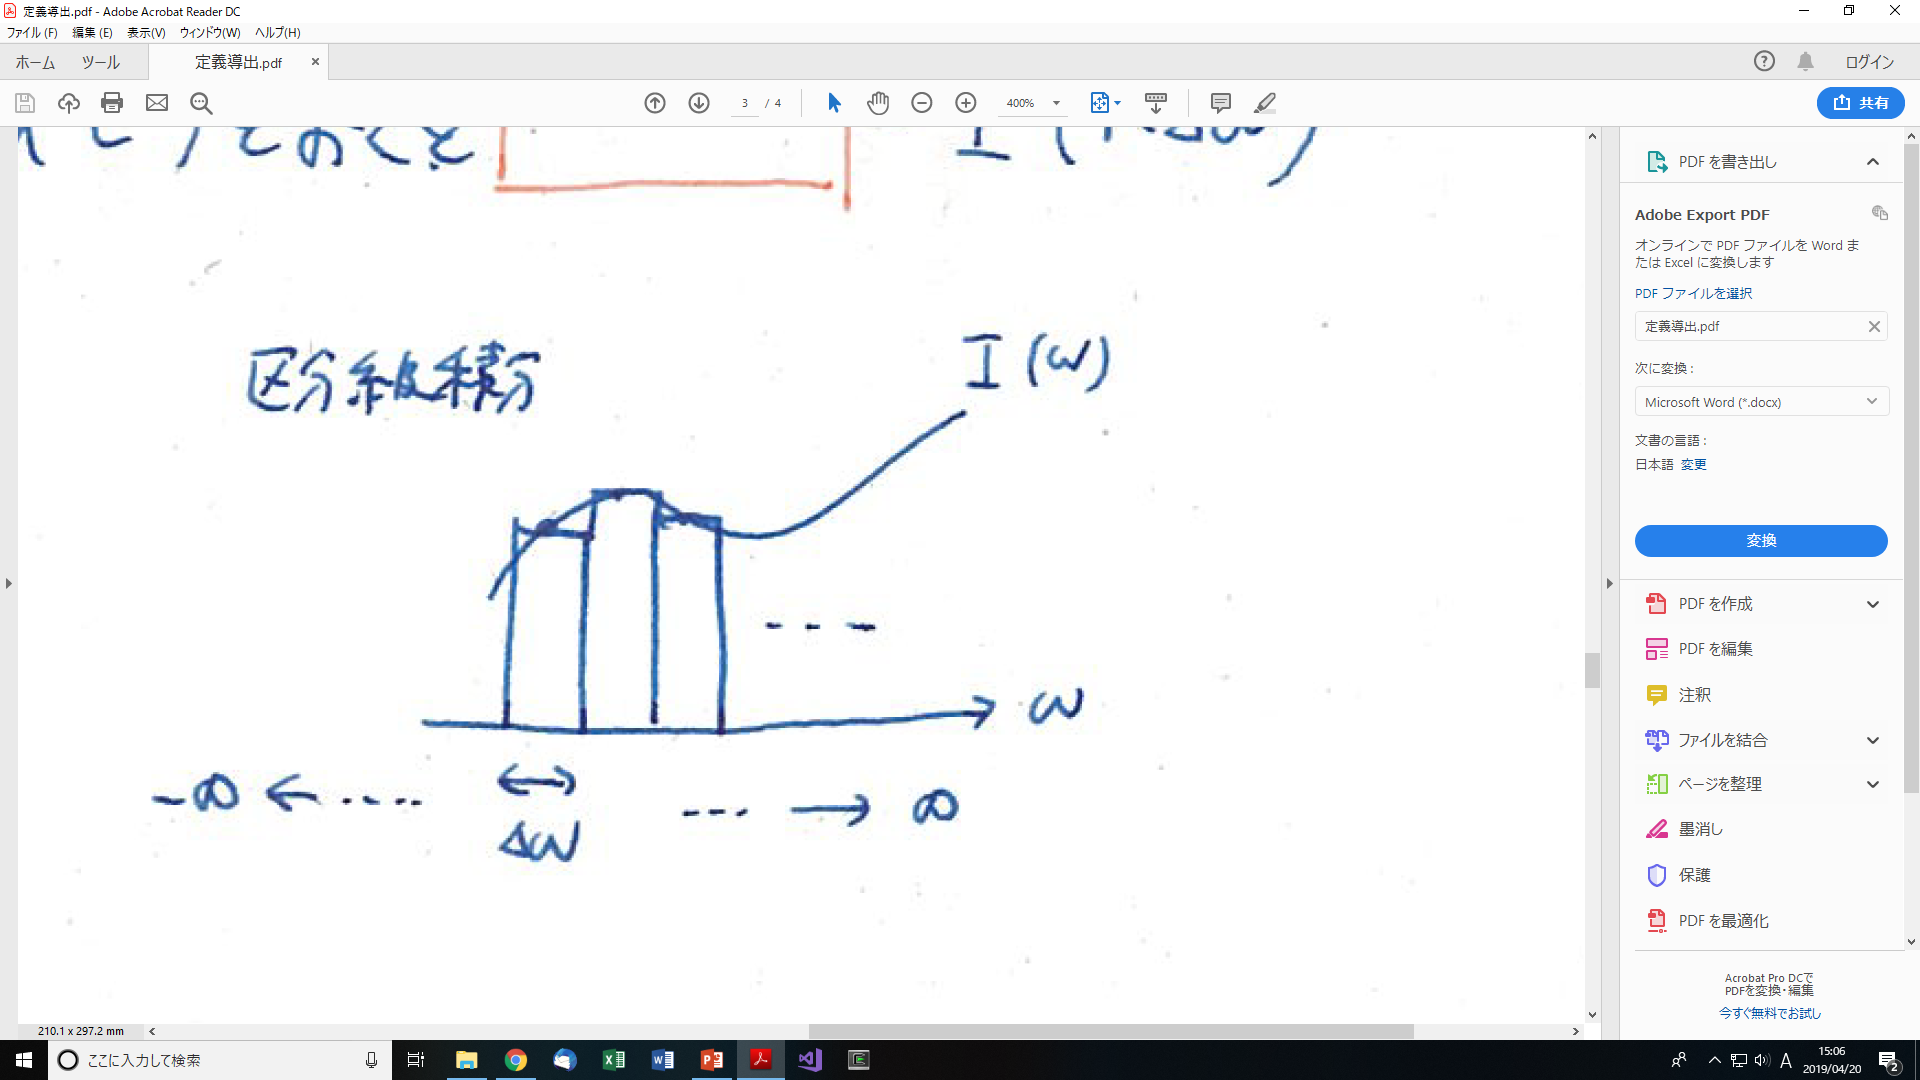 定義導出.pdf - Adobe Acrobat Reader DC
ファイル(F) 編集(E) 表示(V) ウィンドウ(W) ヘルプ(H)
ホーム ツール 定義導出.pdf × ログイン
3 / 4 400% 共有
とおくと I(
区分級積分
I(ω)
- - -
ω
-∞ ← ..... ... → ∞
Δω
PDF を書き出し
Adobe Export PDF
オンラインで PDF ファイルを Word ま
たは Excel に変換します
PDF ファイルを選択
定義導出.pdf
次に変換 :
Microsoft Word (*.docx)
文書の言語 :
日本語 変更
変換
PDF を作成
PDF を編集
注釈
ファイルを結合
ページを整理
墨消し
保護
PDF を最適化
Acrobat Pro DCで
PDFを変換・編集
今すぐ無料でお試し
210.1 x 297.2 mm
ここに入力して検索
A 15:06
2019/04/20 2